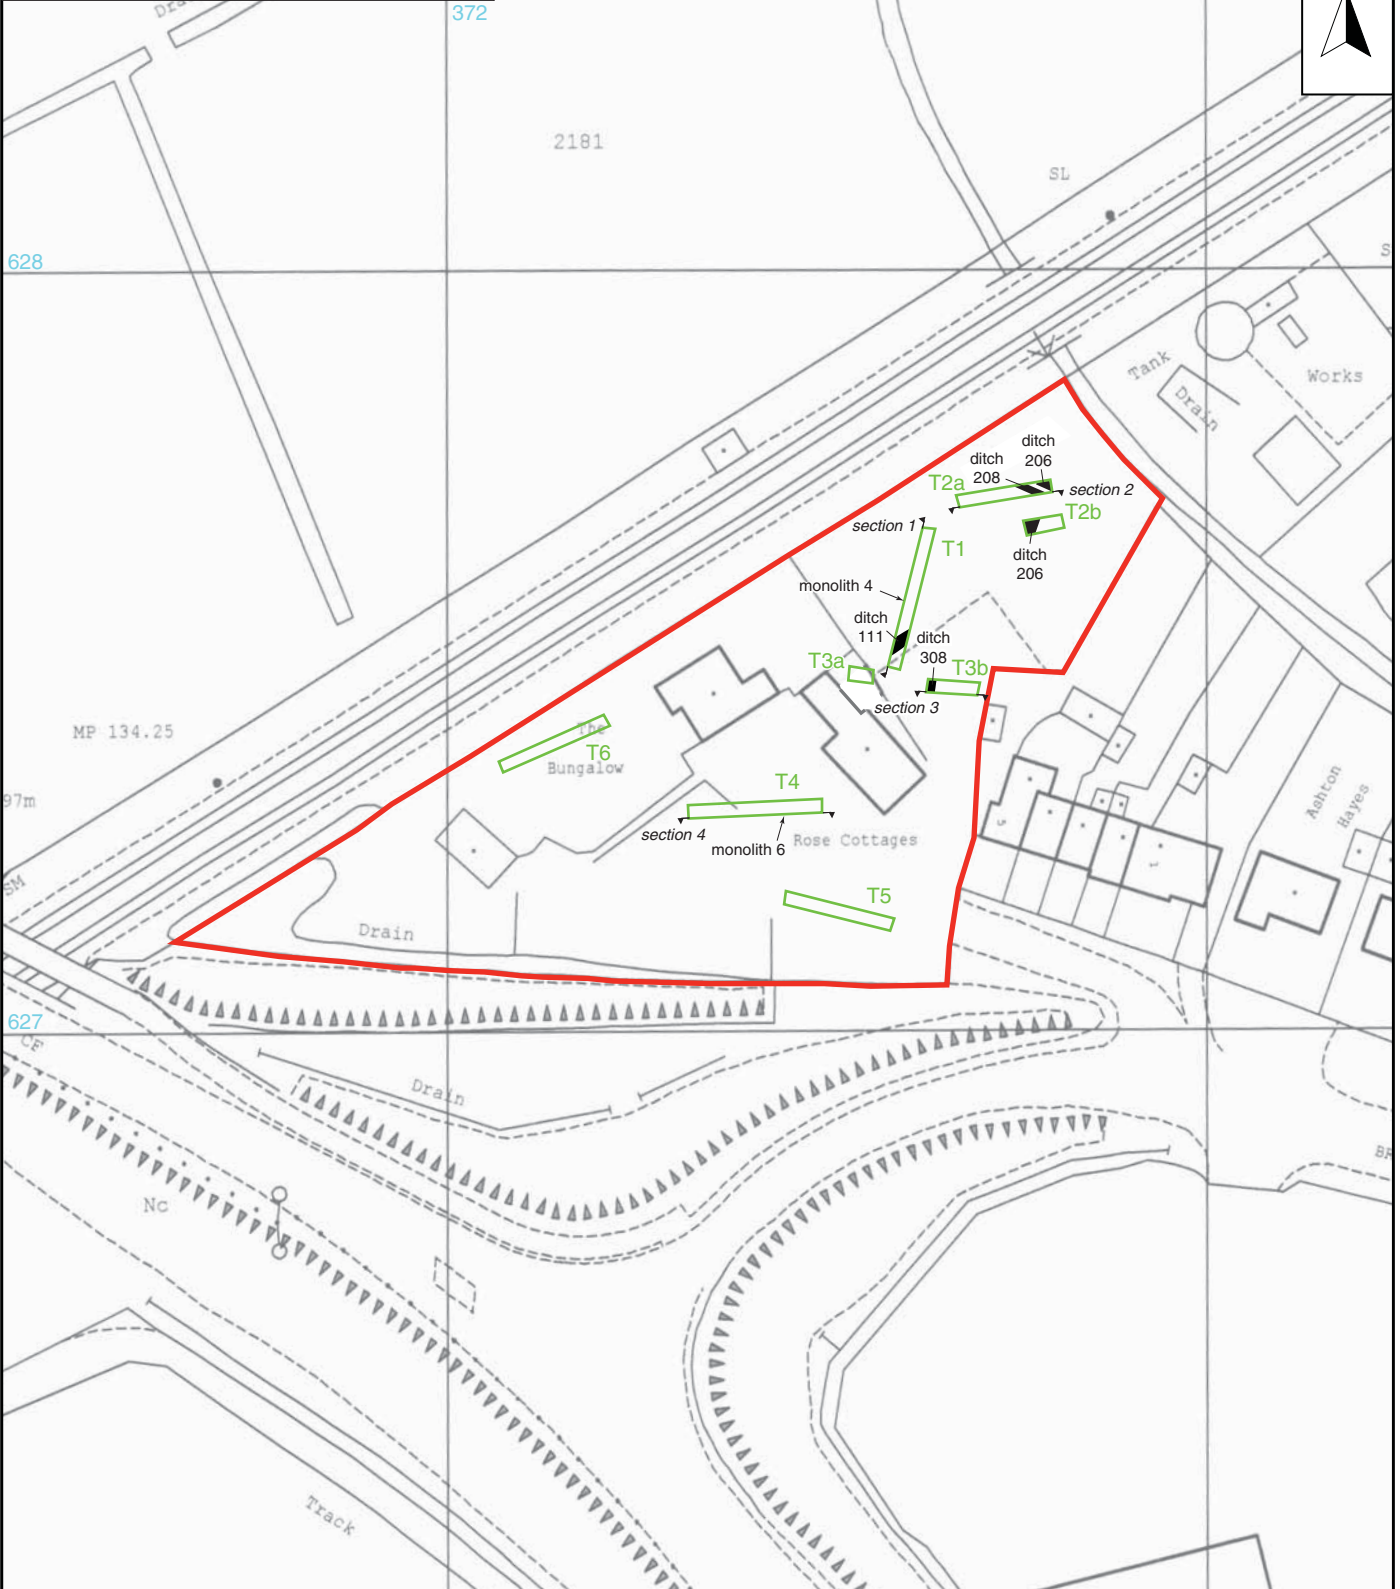 372
2181
SL
628
Tank
Drain
Works
ditch
206
ditch
208
T2a
section 2
T2b
section 1
T1
ditch
206
monolith 4
ditch
111
ditch
308
T3a
T3b
section 3
MP 134.25
The
T6
Bungalow
T4
97m
section 4
monolith 6
Rose Cottages
Ashton
Hayes
SM
T5
Drain
627
CF
Drain
Nc
Track